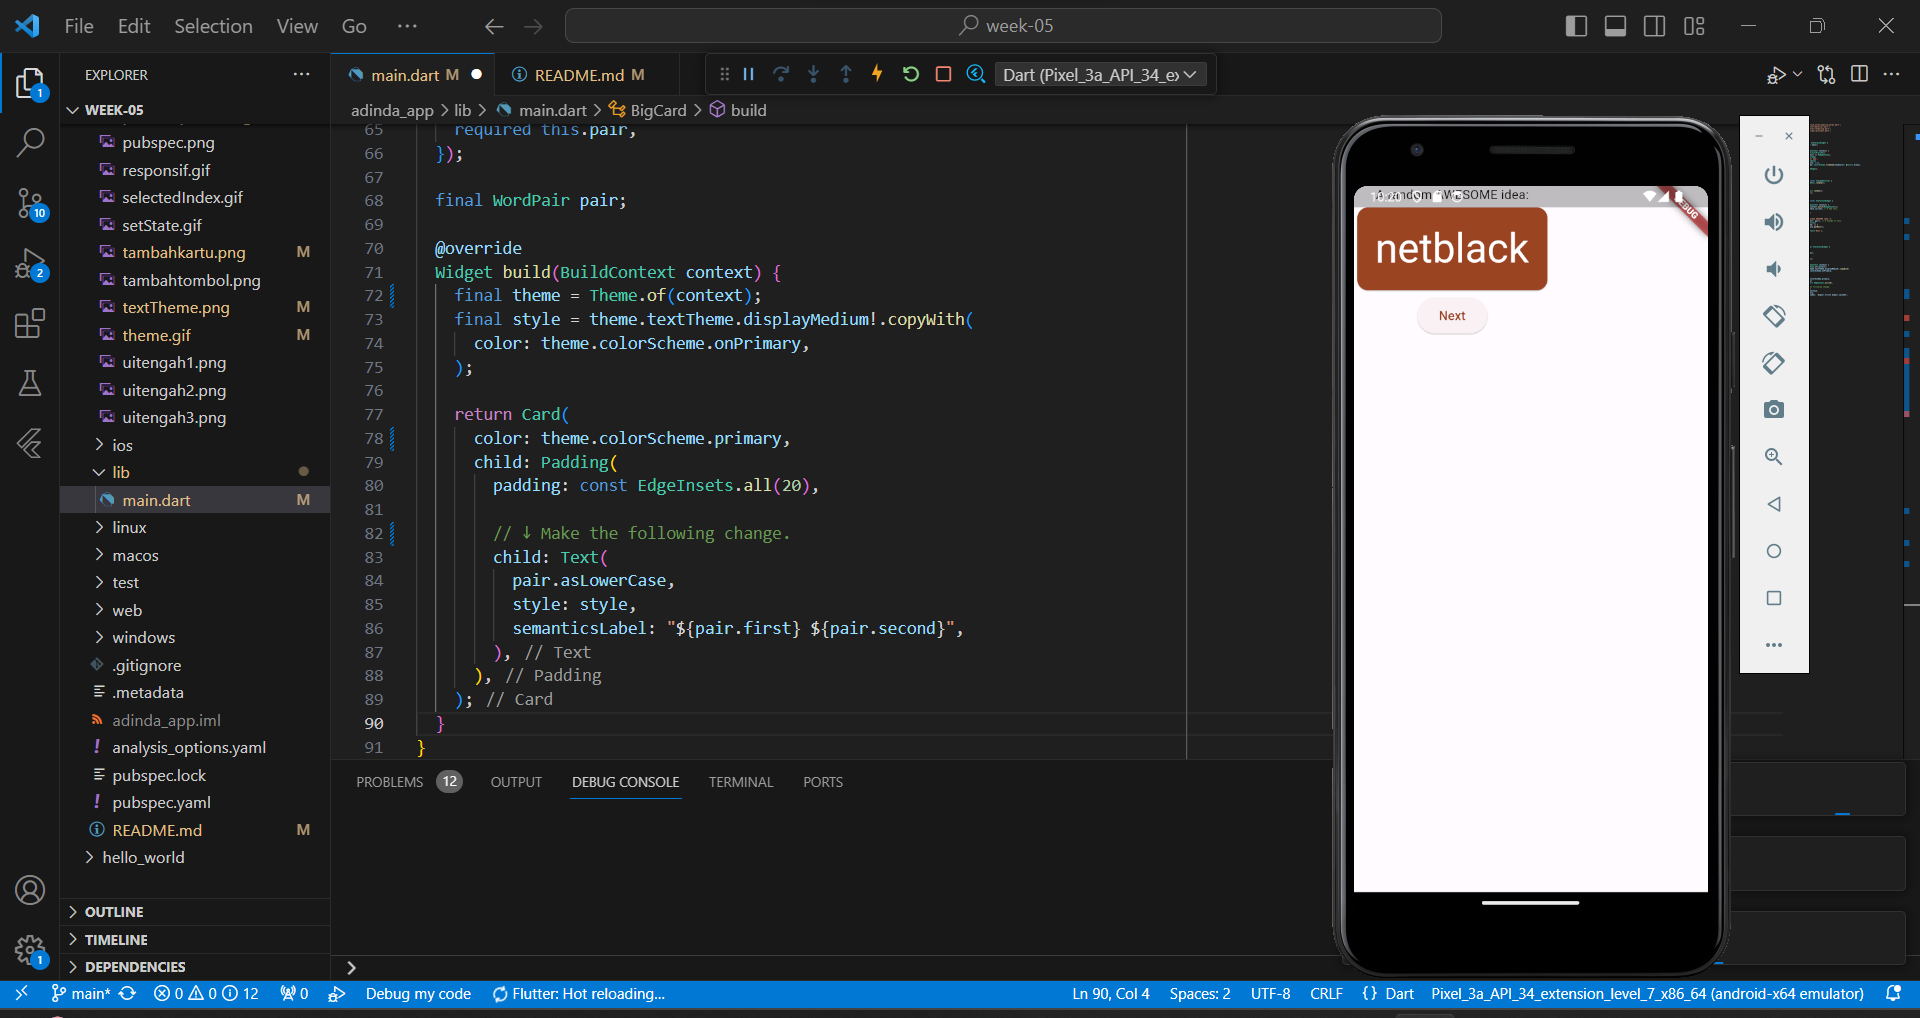 File Edit Selection View Go ··· week-05
EXPLORER ···
WEEK-05
pubspec.png
responsif.gif
selectedIndex.gif
setState.gif
tambahkartu.png M
tambahtombol.png
textTheme.png M
theme.gif M
uitengah1.png
uitengah2.png
uitengah3.png
ios
lib
main.dart M
linux
macos
test
web
windows
.gitignore
.metadata
adinda_app.iml
analysis_options.yaml
pubspec.lock
pubspec.yaml
README.md M
hello_world
OUTLINE
TIMELINE
DEPENDENCIES
1
10
2
1
main.dart M README.md M
Dart (Pixel_3a_API_34_ex
adinda_app > lib > main.dart > BigCard > build
65 required this.pair,
66 });
67
68 final WordPair pair;
69
70 @override
71 Widget build(BuildContext context) {
72 final theme = Theme.of(context);
73 final style = theme.textTheme.displayMedium!.copyWith(
74 color: theme.colorScheme.onPrimary,
75 );
76
77 return Card(
78 color: theme.colorScheme.primary,
79 child: Padding(
80 padding: const EdgeInsets.all(20),
81
82 // ↓ Make the following change.
83 child: Text(
84 pair.asLowerCase,
85 style: style,
86 semanticsLabel: "${pair.first} ${pair.second}",
87 ), // Text
88 ), // Padding
89 ); // Card
90 }
91 }
PROBLEMS 12 OUTPUT DEBUG CONSOLE TERMINAL PORTS
A random AWESOME idea:
netblack
Next
main* 0 0 12 0 Debug my code Flutter: Hot reloading... Ln 90, Col 4 Spaces: 2 UTF-8 CRLF {} Dart Pixel_3a_API_34_extension_level_7_x86_64 (android-x64 emulator)